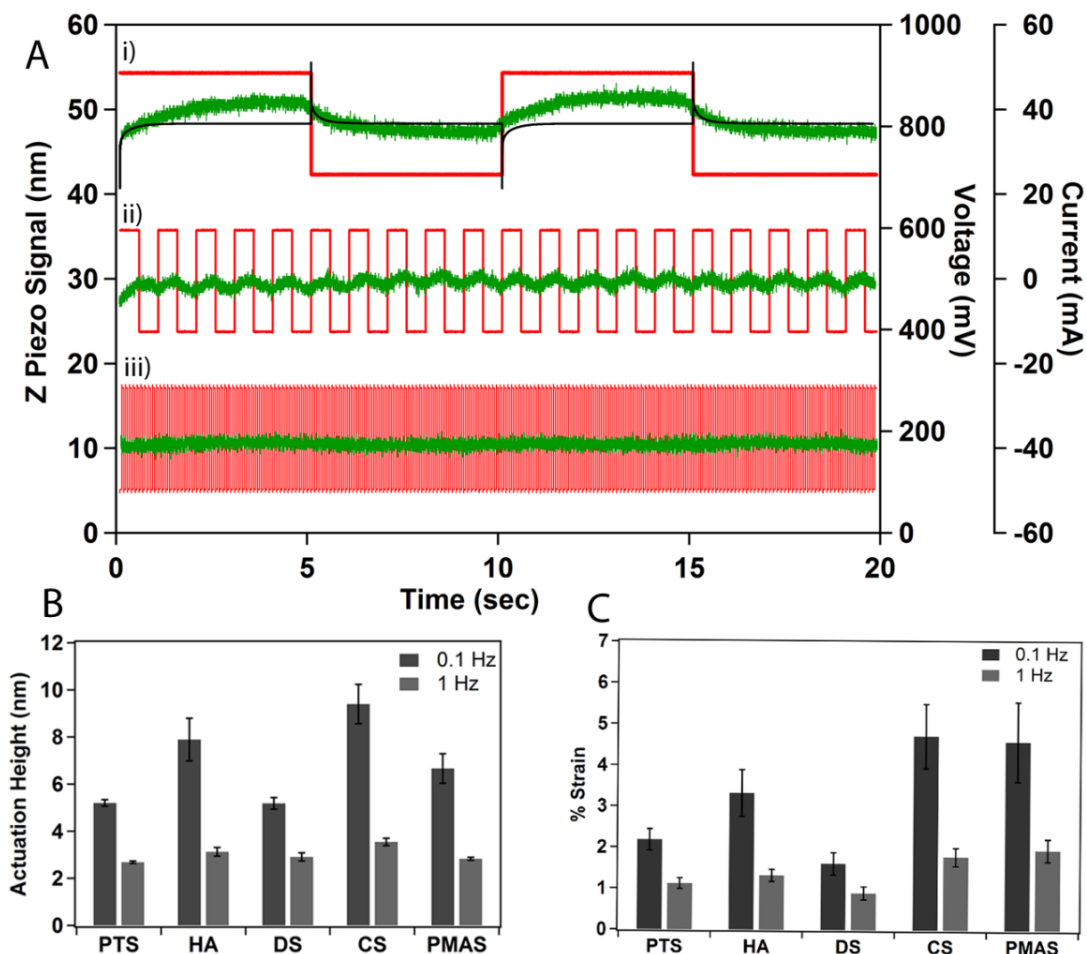 A
i)
ii)
iii)
60
50
40
30
20
10
0
Z Piezo Signal (nm)
1000
800
600
400
200
0
Voltage (mV)
60
40
20
0
-20
-40
-60
Current (mA)
0 5 10 15 20
Time (sec)
B
12
10
8
6
4
2
0
Actuation Height (nm)
0.1 Hz
1 Hz
PTS HA DS CS PMAS
C
7
6
5
4
3
2
1
0
% Strain
0.1 Hz
1 Hz
PTS HA DS CS PMAS